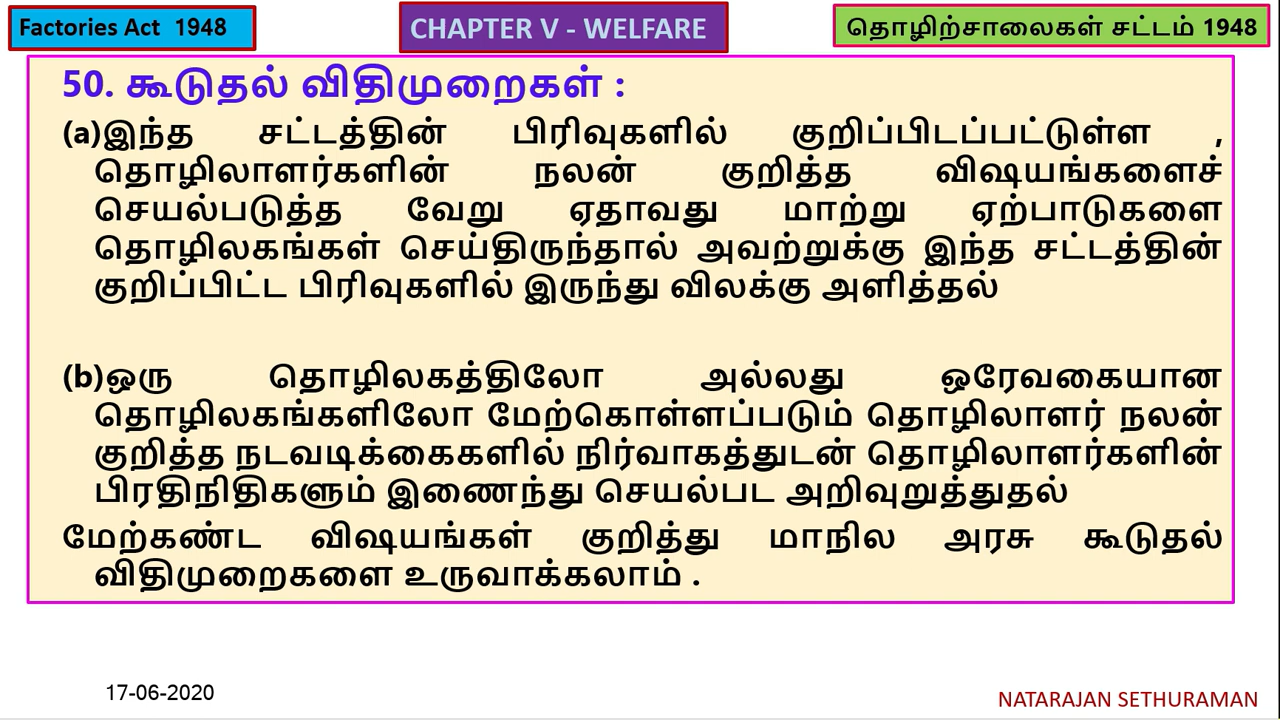 Factories Act 1948
CHAPTER V - WELFARE
தொழிற்சாலைகள் சட்டம் 1948
50. கூடுதல் விதிமுறைகள் :
(a)இந்த சட்டத்தின் பிரிவுகளில் குறிப்பிடப்பட்டுள்ள ,
தொழிலாளர்களின் நலன் குறித்த விஷயங்களைச்
செயல்படுத்த வேறு ஏதாவது மாற்று ஏற்பாடுகளை
தொழிலகங்கள் செய்திருந்தால் அவற்றுக்கு இந்த சட்டத்தின்
குறிப்பிட்ட பிரிவுகளில் இருந்து விலக்கு அளித்தல்
(b)ஒரு தொழிலகத்திலோ அல்லது ஒரேவகையான
தொழிலகங்களிலோ மேற்கொள்ளப்படும் தொழிலாளர் நலன்
குறித்த நடவடிக்கைகளில் நிர்வாகத்துடன் தொழிலாளர்களின்
பிரதிநிதிகளும் இணைந்து செயல்பட அறிவுறுத்துதல்
மேற்கண்ட விஷயங்கள் குறித்து மாநில அரசு கூடுதல்
விதிமுறைகளை உருவாக்கலாம் .
17-06-2020
NATARAJAN SETHURAMAN